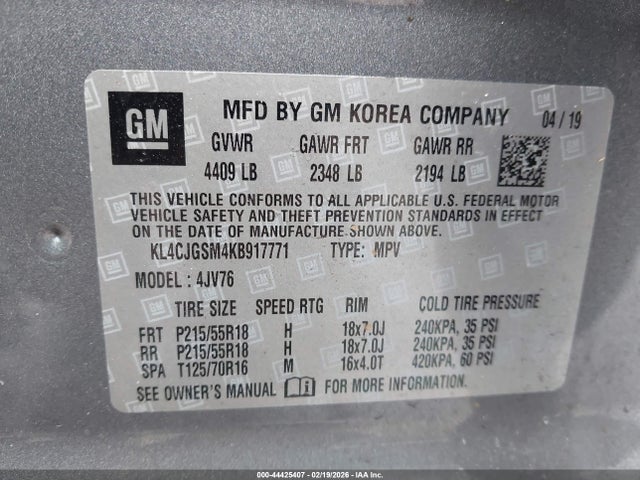 GM MFD BY GM KOREA COMPANY 04 / 19
GVWR GAWR FRT GAWR RR
4409 LB 2348 LB 2194 LB
THIS VEHICLE CONFORMS TO ALL APPLICABLE U.S. FEDERAL MOTOR
VEHICLE SAFETY AND THEFT PREVENTION STANDARDS IN EFFECT
ON THE DATE OF MANUFACTURE SHOWN ABOVE.
KL4CJGSM4KB917771 TYPE: MPV
MODEL : 4JV76
TIRE SIZE SPEED RTG RIM COLD TIRE PRESSURE
FRT P215/55R18 H 18x7.0J 240KPA, 35 PSI
RR P215/55R18 H 18x7.0J 240KPA, 35 PSI
SPA T125/70R16 M 16x4.0T 420KPA, 60 PSI
SEE OWNER'S MANUAL FOR MORE INFORMATION.
000-44425407 - 02/19/2026 - IAAI.com